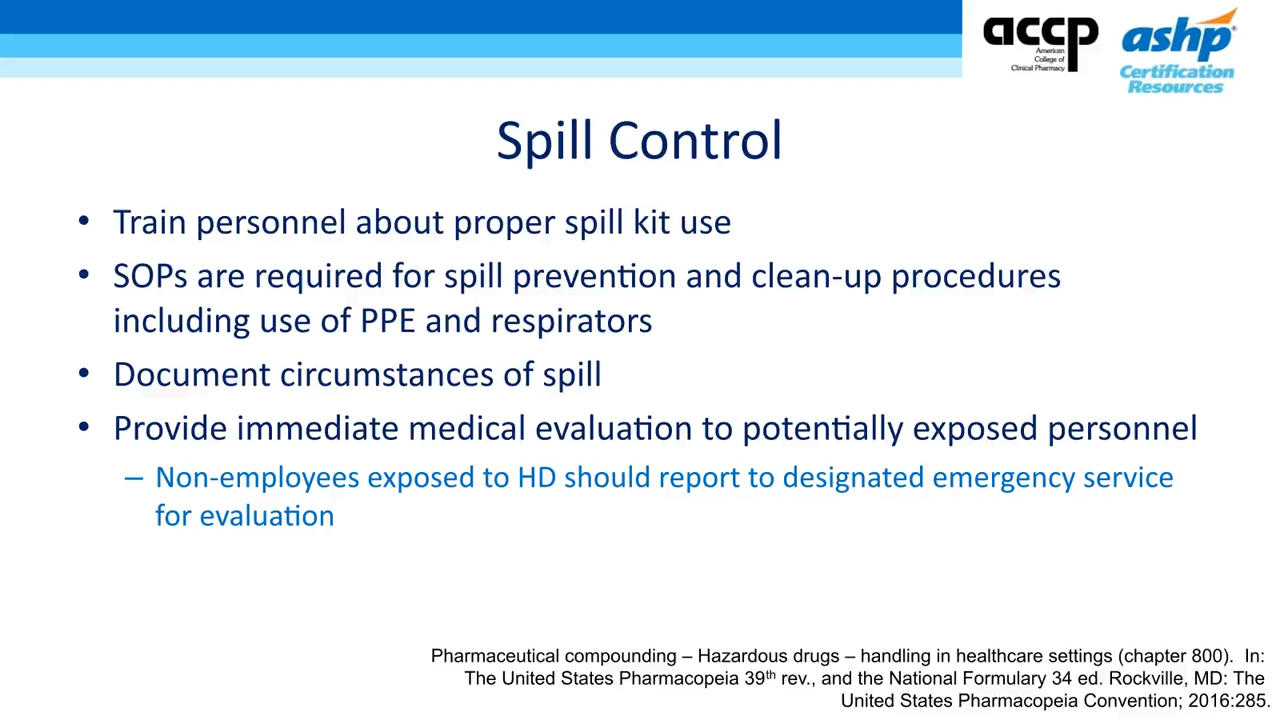 accp
American
College of
Clinical Pharmacy
ashp®
Certification
Resources
Spill Control
• Train personnel about proper spill kit use
• SOPs are required for spill prevention and clean-up procedures
including use of PPE and respirators
• Document circumstances of spill
• Provide immediate medical evaluation to potentially exposed personnel
– Non-employees exposed to HD should report to designated emergency service
for evaluation
Pharmaceutical compounding – Hazardous drugs – handling in healthcare settings (chapter 800). In:
The United States Pharmacopeia 39th rev., and the National Formulary 34 ed. Rockville, MD: The
United States Pharmacopeia Convention; 2016:285.